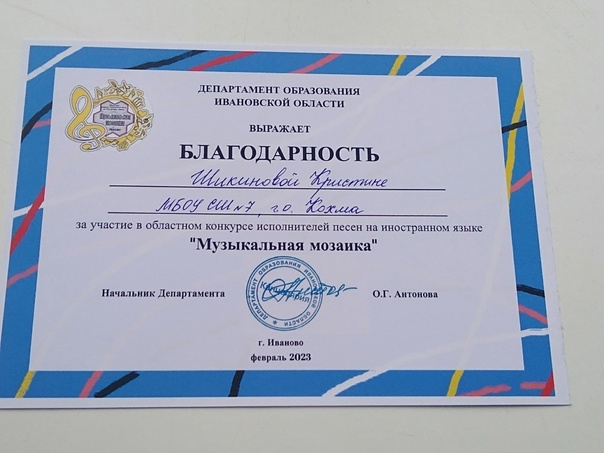 ДЕПАРТАМЕНТ ОБРАЗОВАНИЯ
ИВАНОВСКОЙ ОБЛАСТИ
ВЫРАЖАЕТ
БЛАГОДАРНОСТЬ
Шикиновой Кристине
МБОУ СШ №7, г.о. Кохма
за участие в областном конкурсе исполнителей песен на иностранном языке
"Музыкальная мозаика"
Начальник Департамента
О.Г. Антонова
г. Иваново
февраль 2023